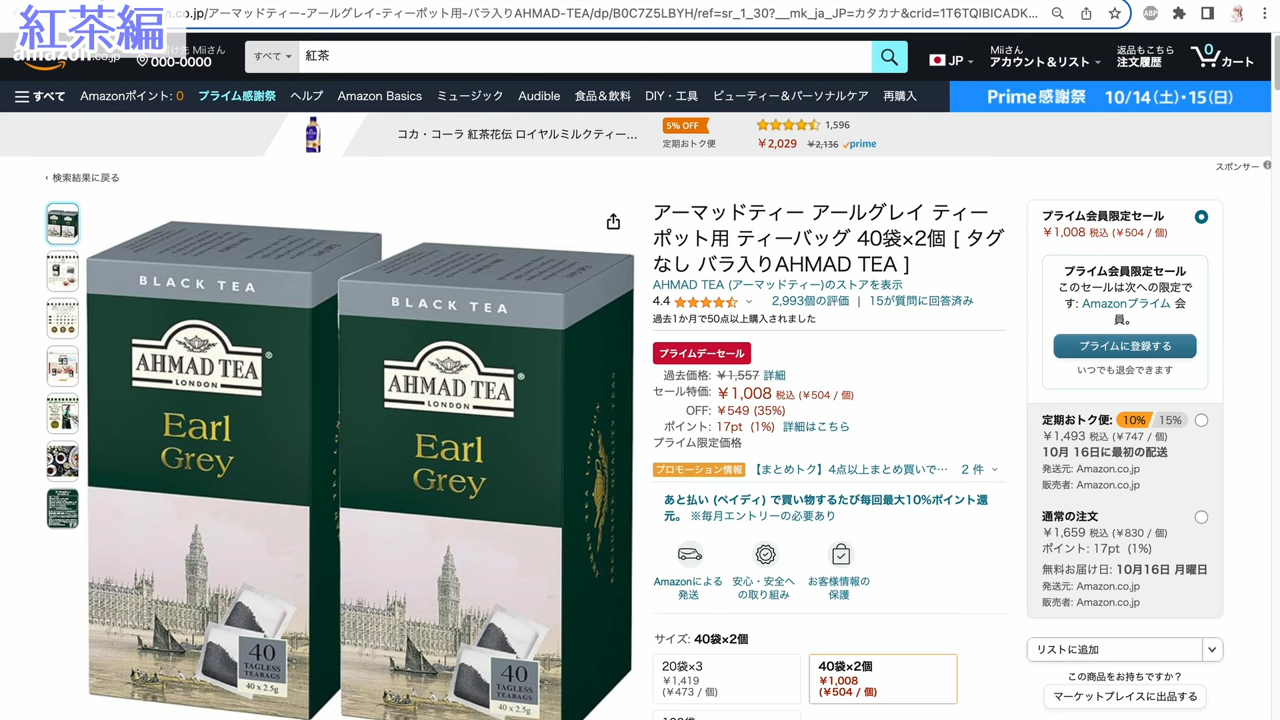 紅茶編
.co.jp/アーマッドティー-アールグレイ-ティーポット用-バラ入りAHMAD-TEA/dp/B0C7Z5LBYH/ref=sr_1_30?___mk_ja_JP=カタカナ&crid=1T6TQIBICADK...
ABP
amazon.co.jp
お届け先 Miiさん
000-0000
すべて
紅茶
JP
Miiさん
アカウント&リスト
返品もこちら
注文履歴
0
カート
すべて
Amazonポイント: 0
プライム感謝祭
ヘルプ
Amazon Basics
ミュージック
Audible
食品&飲料
DIY・工具
ビューティー&パーソナルケア
再購入
Prime感謝祭 10/14(土)・15(日)
コカ・コーラ 紅茶花伝 ロイヤルミルクティー...
5% OFF
定期おトク便
1,596
¥2,029 ¥2,136 prime
スポンサー
‹ 検索結果に戻る
BLACK TEA
AHMAD TEA
LONDON
Earl
Grey
40
TAGLESS
TEABAGS
40 x 2.5g
BLACK TEA
AHMAD TEA
LONDON
Earl
Grey
40
TAGLESS
TEABAGS
40 x 2.5g
アーマッドティー アールグレイ ティー
ポット用 ティーバッグ 40袋×2個 [ タグ
なし バラ入りAHMAD TEA ]
AHMAD TEA (アーマッドティー)のストアを表示
4.4
2,993個の評価 | 15が質問に回答済み
過去1か月で50点以上購入されました
プライムデーセール
過去価格: ¥1,557 詳細
セール特価: ¥1,008 税込 (¥504 / 個)
OFF: ¥549 (35%)
ポイント: 17pt (1%) 詳細はこちら
プライム限定価格
プロモーション情報 【まとめトク】4点以上まとめ買いで… 2 件
あと払い (ペイディ) で買い物するたび毎回最大10%ポイント還
元。 ※毎月エントリーの必要あり
Amazonによる
発送
安心・安全へ
の取り組み
お客様情報の
保護
サイズ: 40袋×2個
20袋×3
¥1,419
(¥473 / 個)
40袋×2個
¥1,008
(¥504 / 個)
プライム会員限定セール
¥1,008 税込 (¥504 / 個)
プライム会員限定セール
このセールは次への限定で
す: Amazonプライム 会
員。
プライムに登録する
いつでも退会できます
定期おトク便: 10% 15%
¥1,493 税込 (¥747 / 個)
10月 16日に最初の配送
発送元: Amazon.co.jp
販売者: Amazon.co.jp
通常の注文
¥1,659 税込 (¥830 / 個)
ポイント: 17pt (1%)
無料お届け日: 10月16日 月曜日
発送元: Amazon.co.jp
販売者: Amazon.co.jp
リストに追加
この商品をお持ちですか？
マーケットプレイスに出品する